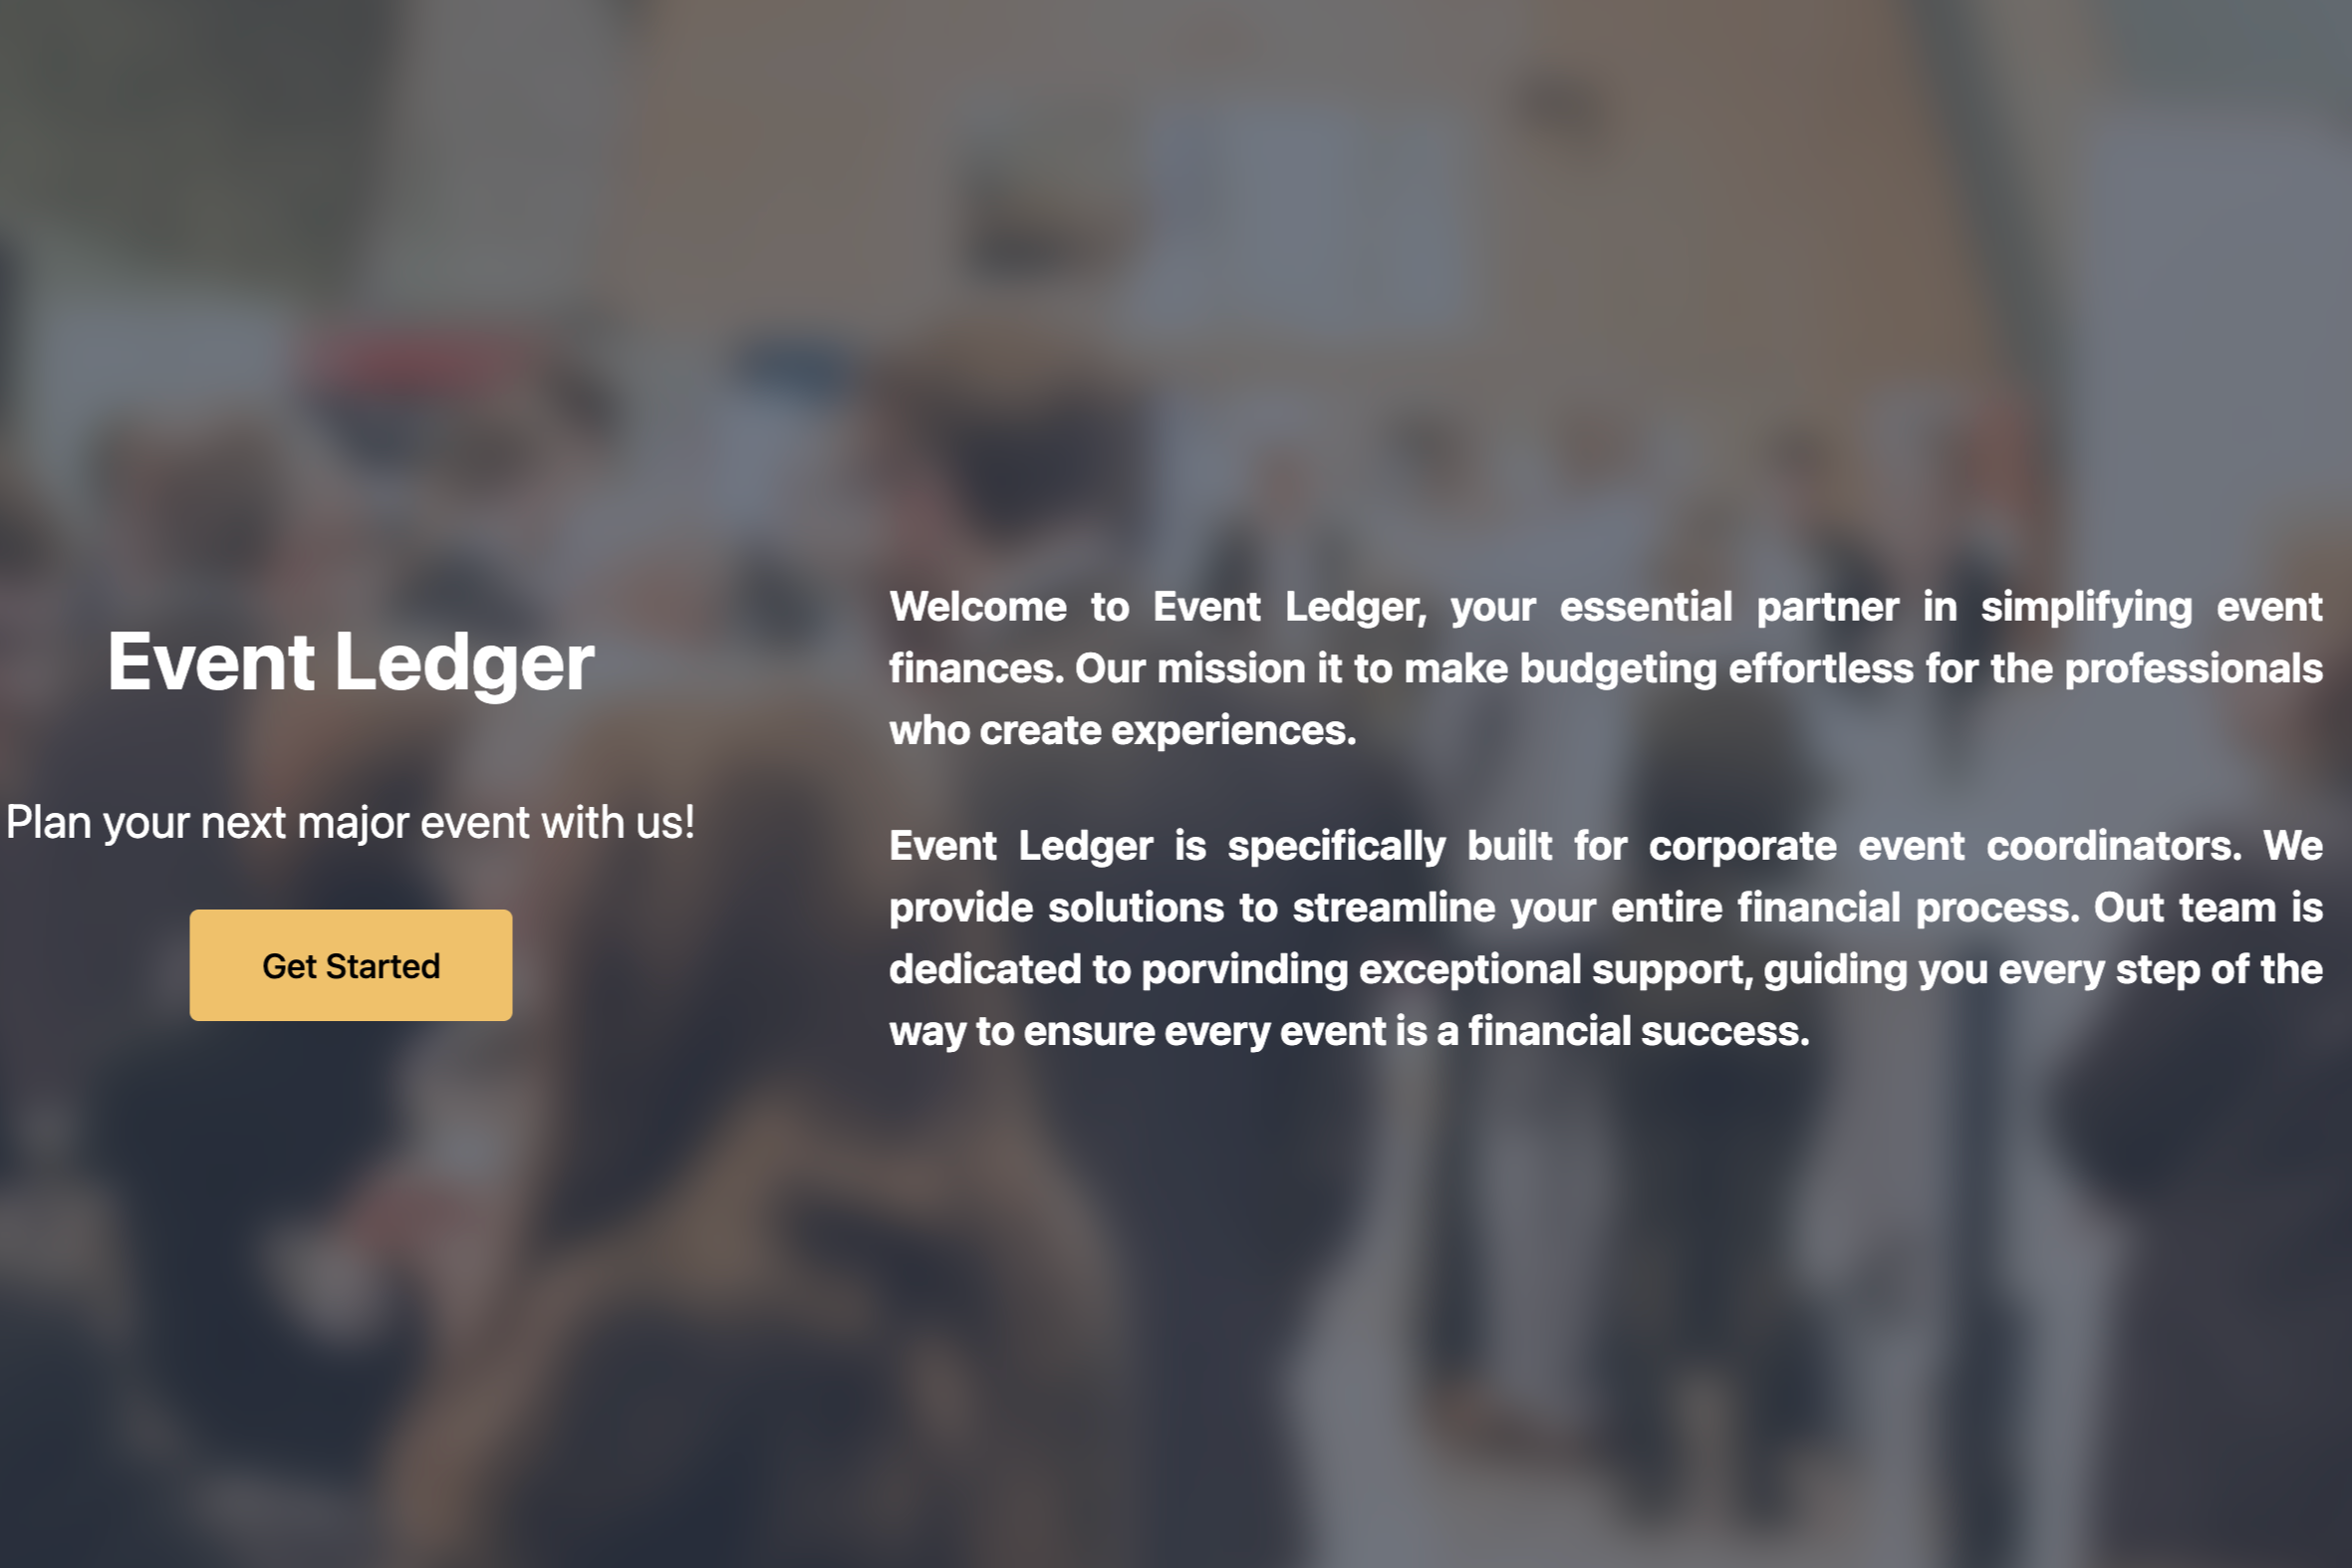 Event Ledger
Plan your next major event with us!
Get Started
Welcome to Event Ledger, your essential partner in simplifying event
finances. Our mission it to make budgeting effortless for the professionals
who create experiences.
Event Ledger is specifically built for corporate event coordinators. We
provide solutions to streamline your entire financial process. Out team is
dedicated to porvinding exceptional support, guiding you every step of the
way to ensure every event is a financial success.